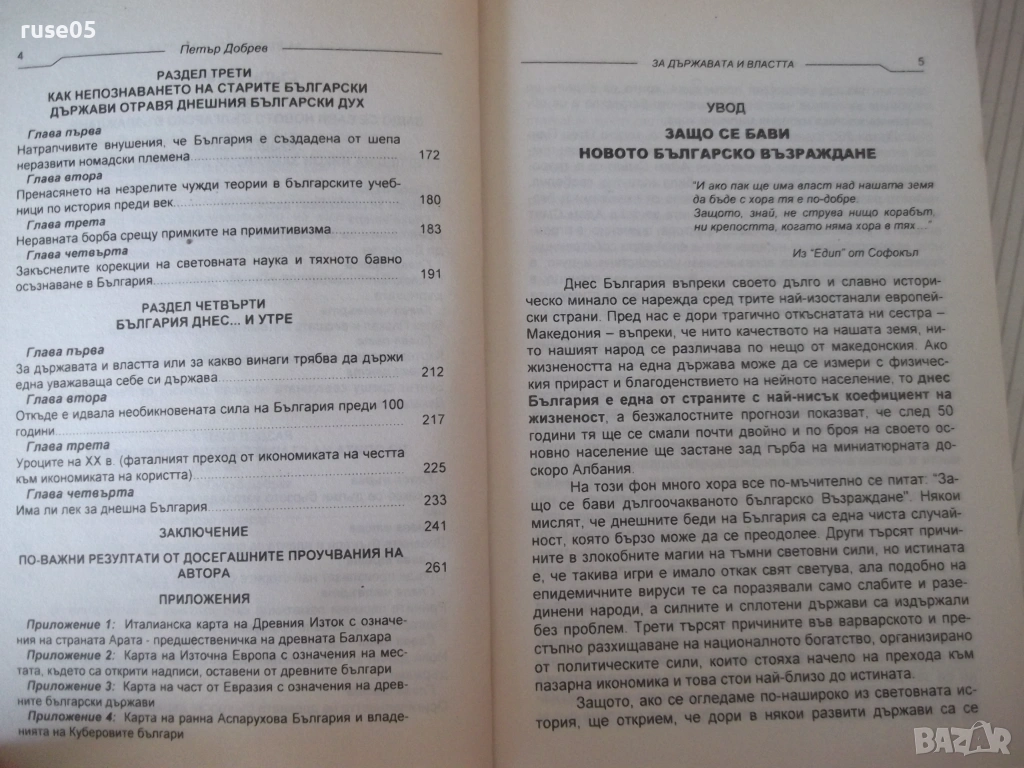 ruse05
4 Петър Добрев
РАЗДЕЛ ТРЕТИ
КАК НЕПОЗНАВАНЕТО НА СТАРИТЕ БЪЛГАРСКИ
ДЪРЖАВИ ОТРАВЯ ДНЕШНИЯ БЪЛГАРСКИ ДУХ
Глава първа
Натрапчивите внушения, че България е създадена от шепа
неразвити номадски племена 172
Глава втора
Пренасянето на незрелите чужди теории в българските учеб-
ници по история преди век 180
Глава трета
Неравната борба срещу примките на примитивизма 183
Глава четвърта
Закъснелите корекции на световната наука и тяхното бавно
осъзнаване в България 191
РАЗДЕЛ ЧЕТВЪРТИ
БЪЛГАРИЯ ДНЕС... И УТРЕ
Глава първа
За държавата и властта или за какво винаги трябва да държи
една уважаваща себе си държава 212
Глава втора
Откъде е идвала необикновената сила на България преди 100
години 217
Глава трета
Уроците на XX в. (фаталният преход от икономиката на честта
към икономиката на користта) 225
Глава четвърта
Има ли лек за днешна България 233
ЗАКЛЮЧЕНИЕ 241
ПО-ВАЖНИ РЕЗУЛТАТИ ОТ ДОСЕГАШНИТЕ ПРОУЧВАНИЯ НА
АВТОРА 261
ПРИЛОЖЕНИЯ
Приложение 1: Италианска карта на Древния Изток с означе-
ния на страната Арата - предшественичка на древната Балхара
Приложение 2: Карта на Източна Европа с означения на мес-
тата, където са открити надписи, оставени от древните българи
Приложение 3: Карта на част от Евразия с означения на древ-
ните български държави
Приложение 4: Карта на ранна Аспарухова България и владе-
нията на Куберовите българи
ЗА ДЪРЖАВАТА И ВЛАСТТА 5
УВОД
ЗАЩО СЕ БАВИ
НОВОТО БЪЛГАРСКО ВЪЗРАЖДАНЕ
"И ако пак ще има власт над нашата земя
да бъде с хора тя е по-добре.
Защото, знай, не струва нищо корабът,
ни крепостта, когато няма хора в тях..."
Из "Едип" от Софокъл
Днес България въпреки своето дълго и славно историче-
ческо минало се нарежда сред трите най-изостанали европей-
ски страни. Пред нас е дори трагично откъснатата ни сестра -
Македония – въпреки, че нито качеството на нашата земя, ни-
то нашият народ се различава по нещо от македонския. Ако
жизнеността на една държава може да се измери с физичес-
кия прираст и благоденствието на нейното население, то днес
България е една от страните с най-нисък коефициент на
жизненост, а безжалостните прогнози показват, че след 50
години тя ще се смали почти двойно и по броя на своето ос-
новно население ще застане зад гърба на миниатюрната до-
скоро Албания.
На този фон много хора все по-мъчително се питат: "За-
що се бави дългоочакваното българско Възраждане". Някои
мислят, че днешните беди на България са една чиста случай-
ност, която бързо може да се преодолее. Други търсят причи-
ните в злокобните магии на тъмни световни сили, но истината
е, че такива игри е имало откак свят светува, ала подобно на
епидемичните вируси те са поразявали само слабите и разе-
динени народи, а силните и сплотени държави са издържали
без проблем. Трети търсят причините във варварското и пре-
стъпно разхищаване на националното богатство, организирано
от политическите сили, които стояха начело на прехода към
пазарна икономика и това стои най-близо до истината.
Защото, ако се огледаме по-нашироко из световната ис-
тория, ще открием, че дори в някои развити държави са се
BAZAR